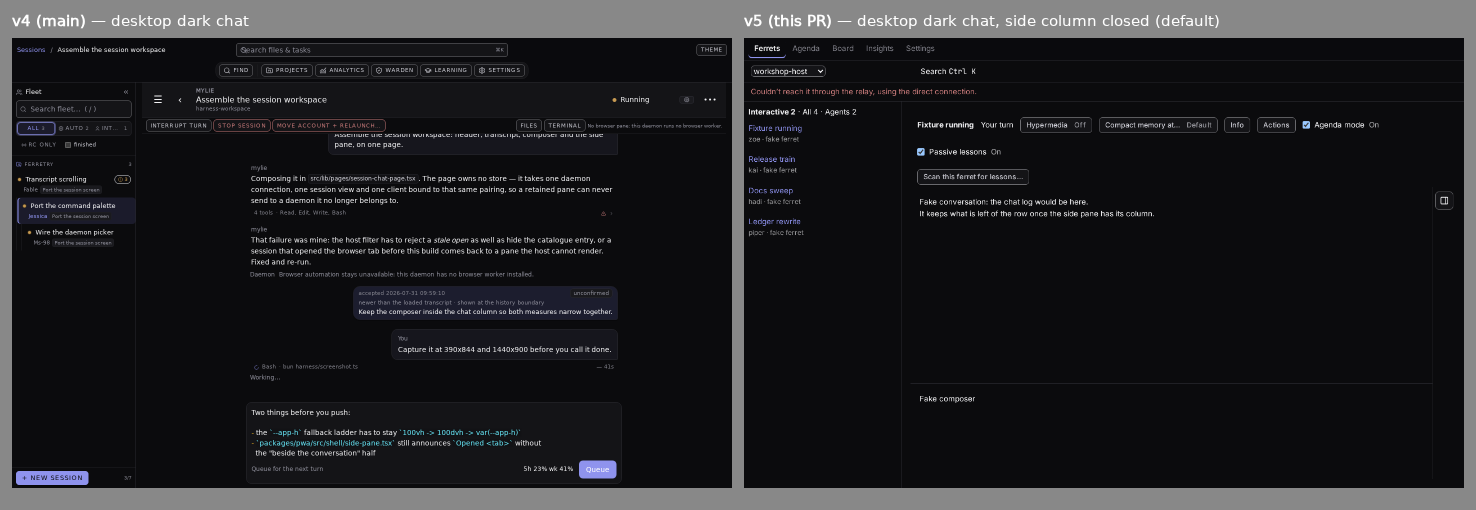 v4 (main) — desktop dark chat
Sessions / Assemble the session workspace
Search files & tasks ⌘K
THEME
FIND PROJECTS ANALYTICS WARDEN LEARNING SETTINGS
Fleet «
Search fleet... (/)
ALL 3 AUTO 2 INT... 1
RC ONLY finished
FERRETRY 3
Transcript scrolling
Fable Port the session screen
Port the command palette
Jessica Port the session screen
Wire the daemon picker
Ms-98 Port the session screen
+ NEW SESSION
MYLIE
Assemble the session workspace
harness-workspace
Running
INTERRUPT TURN STOP SESSION MOVE ACCOUNT + RELAUNCH...
FILES TERMINAL No browser pane: this daemon runs no browser worker.
Assemble the session workspace: header, transcript, composer and the side
pane, on one page.
mylie
Composing it in src/lib/pages/session-chat-page.tsx . The page owns no store — it takes one daemon
connection, one session view and one client bound to that same pairing, so a retained pane can never
send to a daemon it no longer belongs to.
4 tools · Read, Edit, Write, Bash
mylie
That failure was mine: the host filter has to reject a stale open as well as hide the catalogue entry, or a
session that opened the browser tab before this build comes back to a pane the host cannot render.
Fixed and re-run.
Daemon Browser automation stays unavailable: this daemon has no browser worker installed.
accepted 2026-07-31 09:59:10 unconfirmed
newer than the loaded transcript · shown at the history boundary
Keep the composer inside the chat column so both measures narrow together.
You
Capture it at 390x844 and 1440x900 before you call it done.
Bash · bun harness/screenshot.ts — 41s
Working...
Two things before you push:
- the `--app-h` fallback ladder has to stay `100vh -> 100dvh -> var(--app-h)`
- `packages/pwa/src/shell/side-pane.tsx` still announces `Opened <tab>` without
the "beside the conversation" half
Queue for the next turn 5h 23% wk 41% Queue
v5 (this PR) — desktop dark chat, side column closed (default)
Ferrets Agenda Board Insights Settings
workshop-host
Search Ctrl K
Couldn't reach it through the relay, using the direct connection.
Interactive 2 · All 4 · Agents 2
Fixture running
zoe · fake ferret
Release train
kai · fake ferret
Docs sweep
hadi · fake ferret
Ledger rewrite
piper · fake ferret
Fixture running Your turn Hypermedia Off Compact memory at... Default Info Actions Agenda mode On
Passive lessons On
Scan this ferret for lessons...
Fake conversation: the chat log would be here.
It keeps what is left of the row once the side pane has its column.
Fake composer